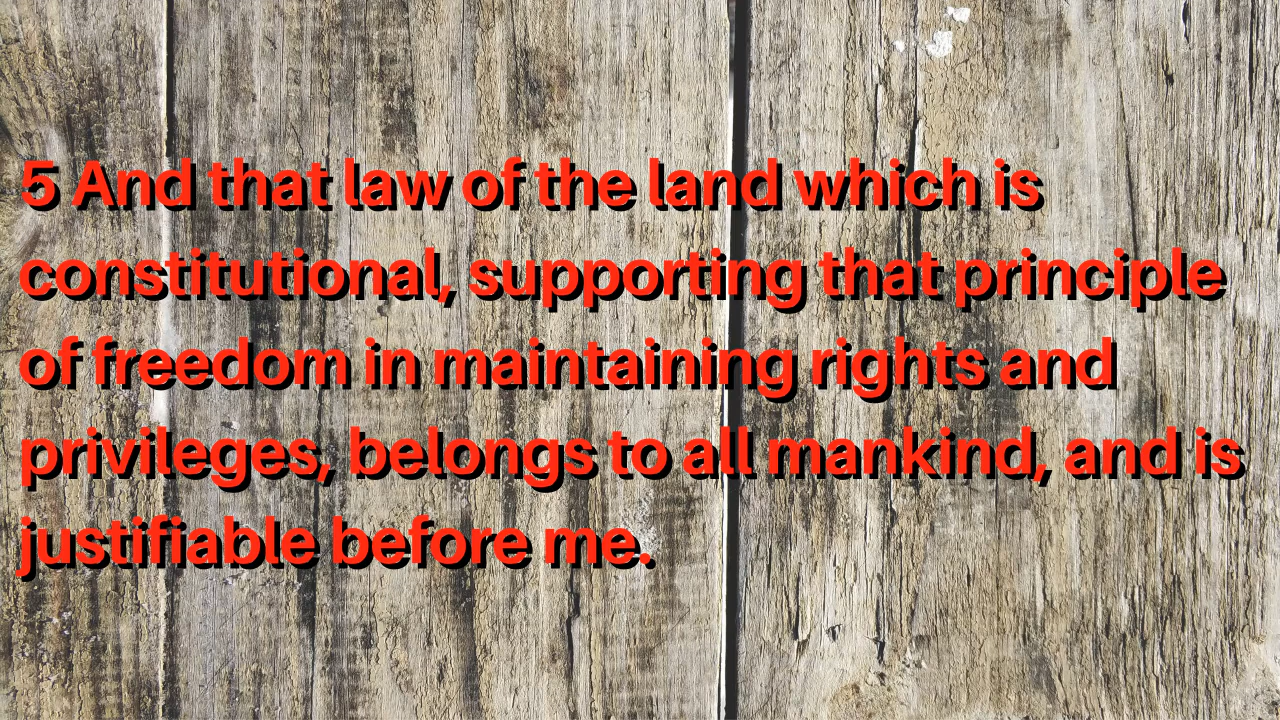 5 And that law of the land which is
constitutional, supporting that principle
of freedom in maintaining rights and
privileges, belongs to all mankind, and is
justifiable before me.